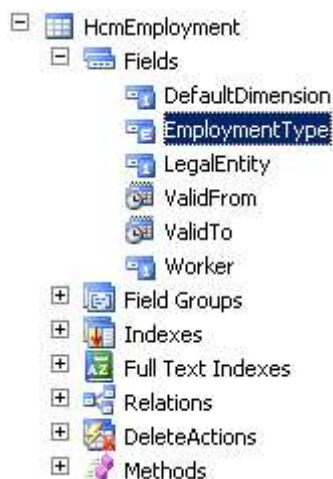 HcmEmployment
Fields
DefaultDimension
EmploymentType
LegalEntity
ValidFrom
ValidTo
Worker
Field Groups
Indexes
Full Text Indexes
Relations
DeleteActions
Methods